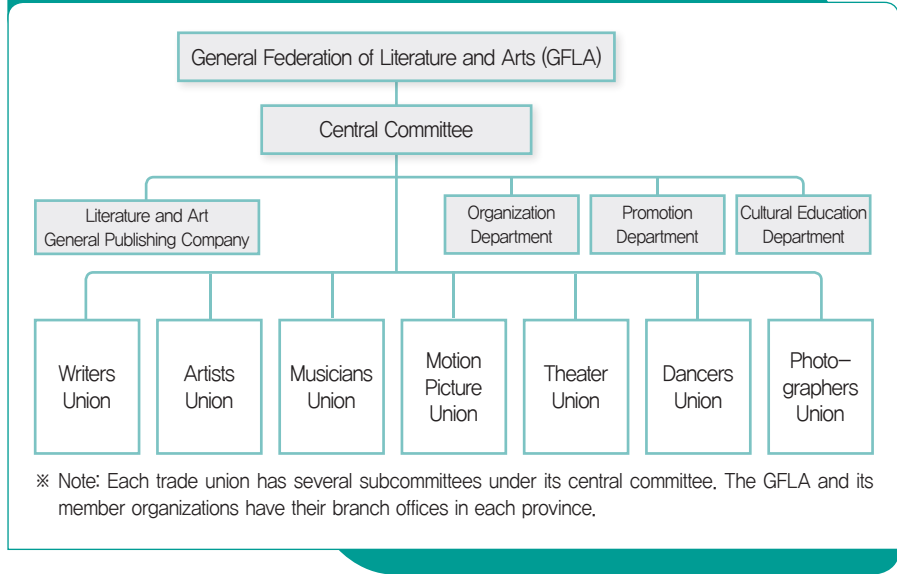 General Federation of Literature and Arts (GFLA)
Central Committee
Literature and Art
General Publishing Company
Organization
Department
Promotion
Department
Cultural Education
Department
Writers
Union
Artists
Union
Musicians
Union
Motion
Picture
Union
Theater
Union
Dancers
Union
Photo-
graphers
Union
※ Note: Each trade union has several subcommittees under its central committee. The GFLA and its
member organizations have their branch offices in each province.